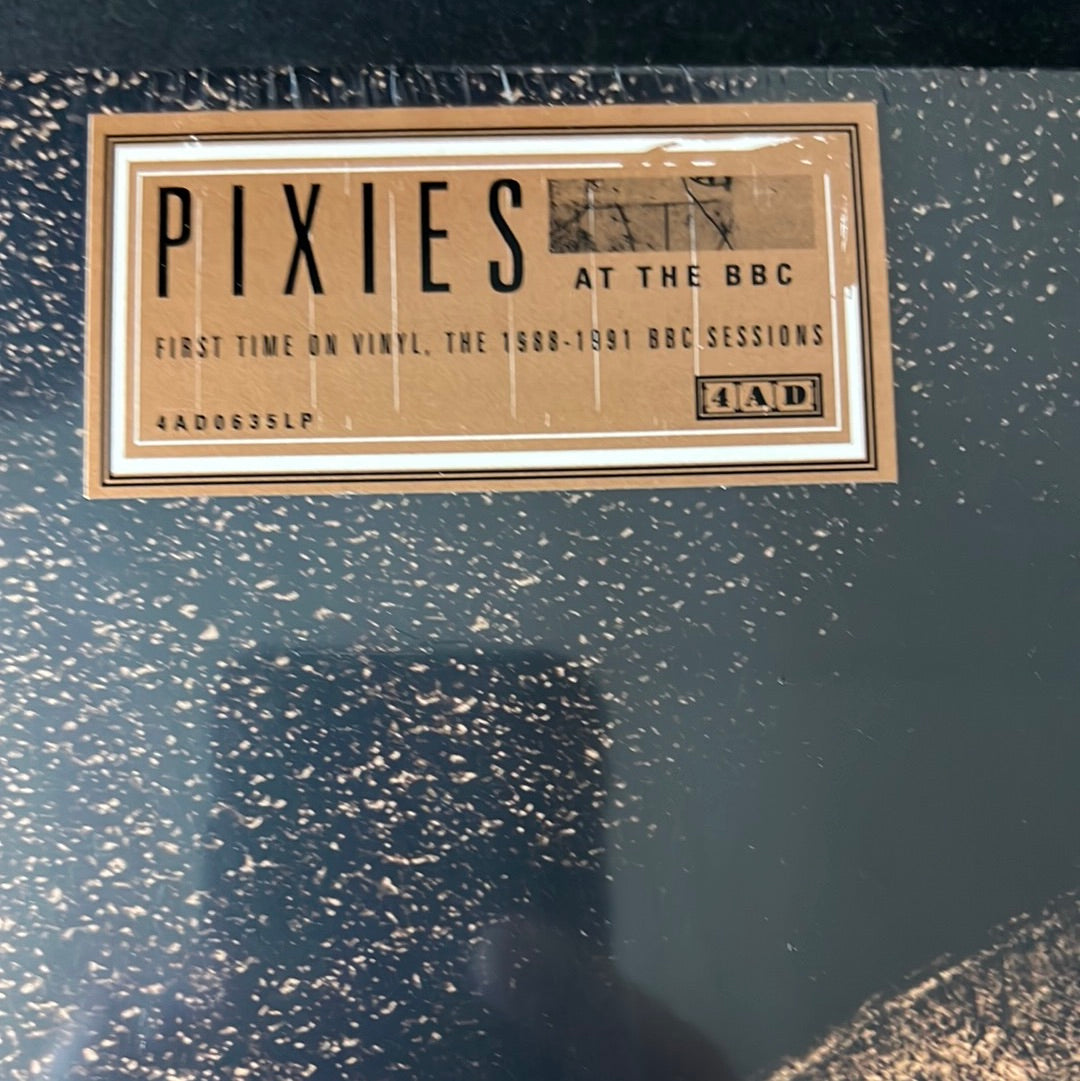 PIXIES
AT THE BBC
FIRST TIME ON VINYL, THE 1988-1991 BBC SESSIONS
4AD0635LP
4AD